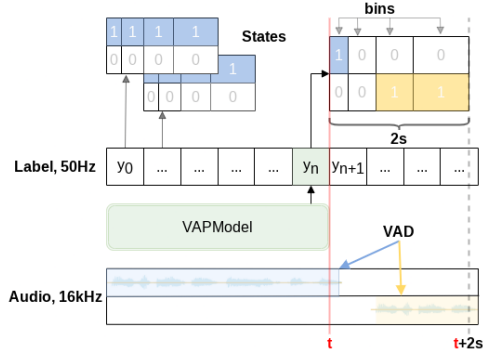 bins
1 1 1 1
States
0 0 0 0
1
0 0 0 0
1 0 0 0
0 0 1 1
2s
Label, 50Hz
y0 ... ... ... ... yn yn+1 ... ... ...
VAPModel
VAD
Audio, 16kHz
t
t+2s